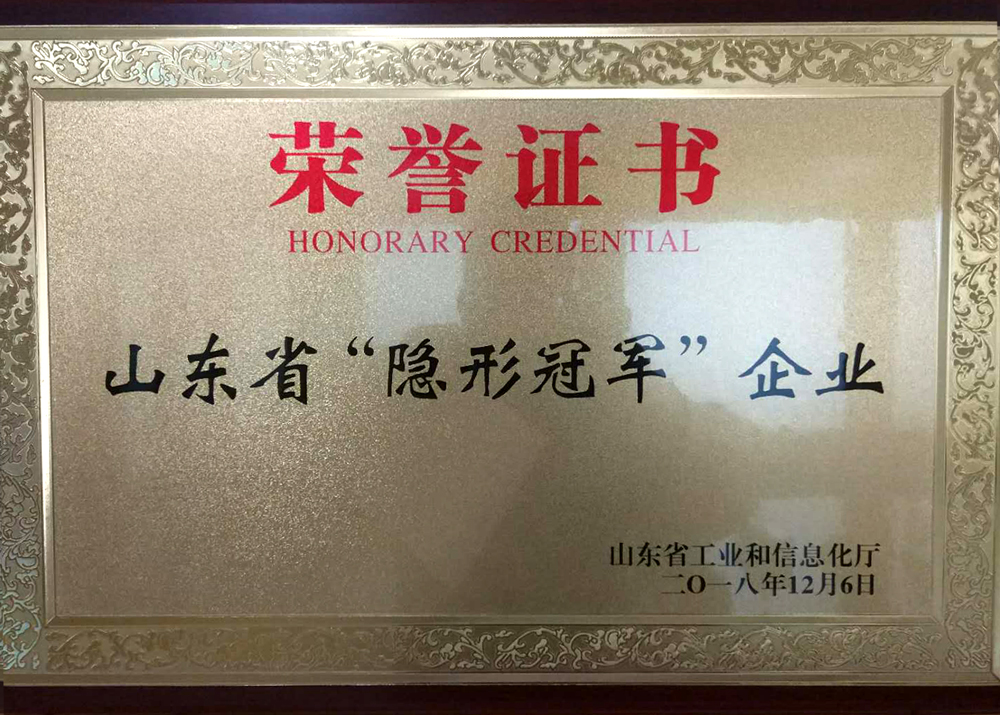 荣誉证书
HONORARY CREDENTIAL
山东省“隐形冠军”企业
山东省工业和信息化厅
二O一八年12月6日